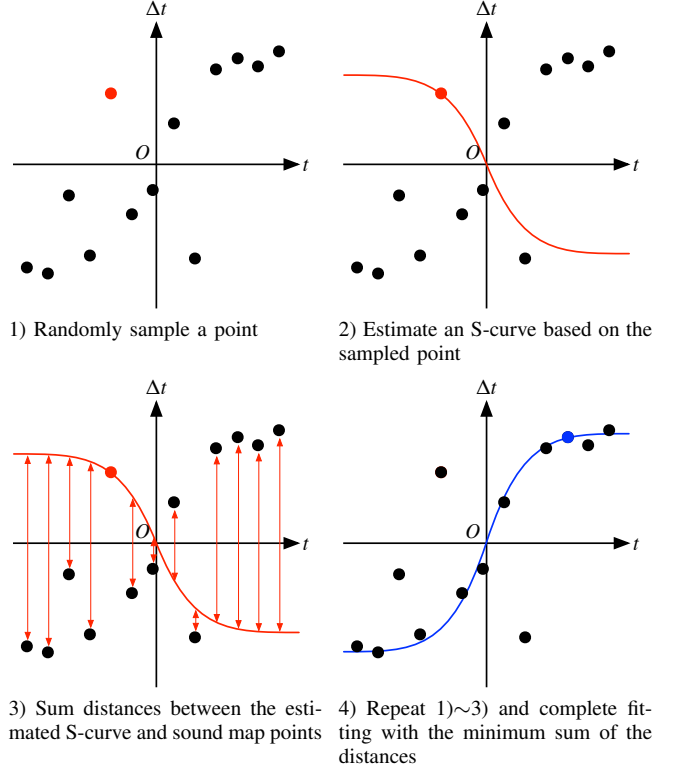 Δt
O
t
1) Randomly sample a point
Δt
O
t
2) Estimate an S-curve based on the
sampled point
Δt
O
t
3) Sum distances between the esti-
mated S-curve and sound map points
Δt
O
t
4) Repeat 1)∼3) and complete fit-
ting with the minimum sum of the
distances